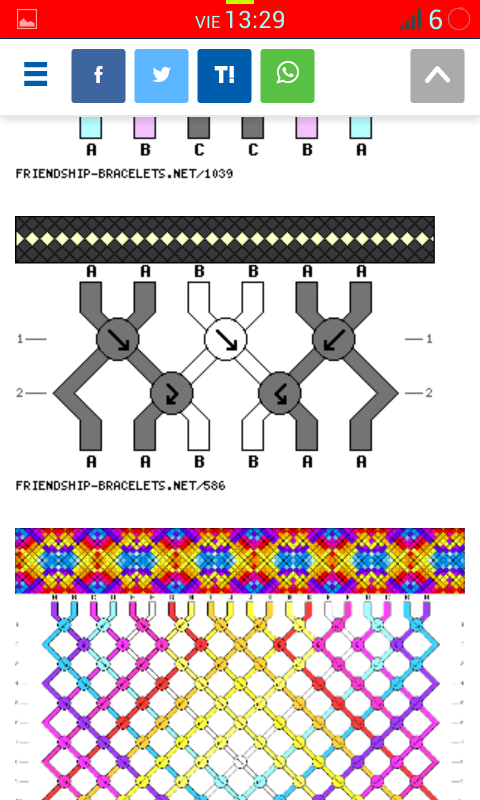 VIE 13:29 6
f T!
A B C C B A
FRIENDSHIP-BRACELETS.NET/1039
A A B B A A
1 1
2 2
A A B B A A
FRIENDSHIP-BRACELETS.NET/586